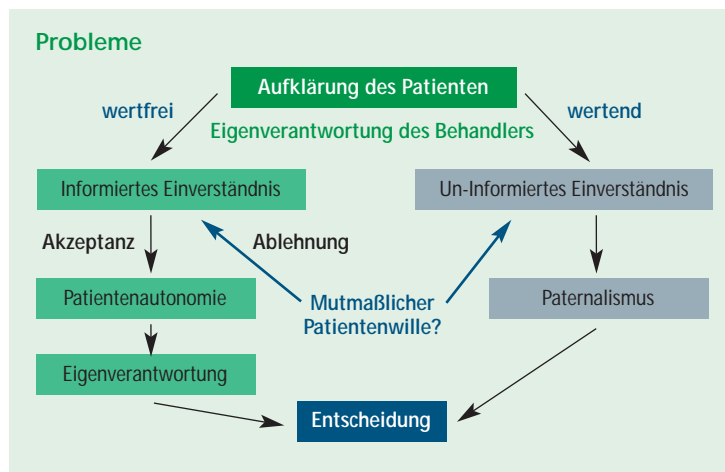 Probleme
Aufklärung des Patienten
wertfrei
wertend
Eigenverantwortung des Behandlers
Informiertes Einverständnis
Un-Informiertes Einverständnis
Akzeptanz
Ablehnung
Patientenautonomie
Mutmaßlicher
Patientenwille?
Paternalismus
Eigenverantwortung
Entscheidung